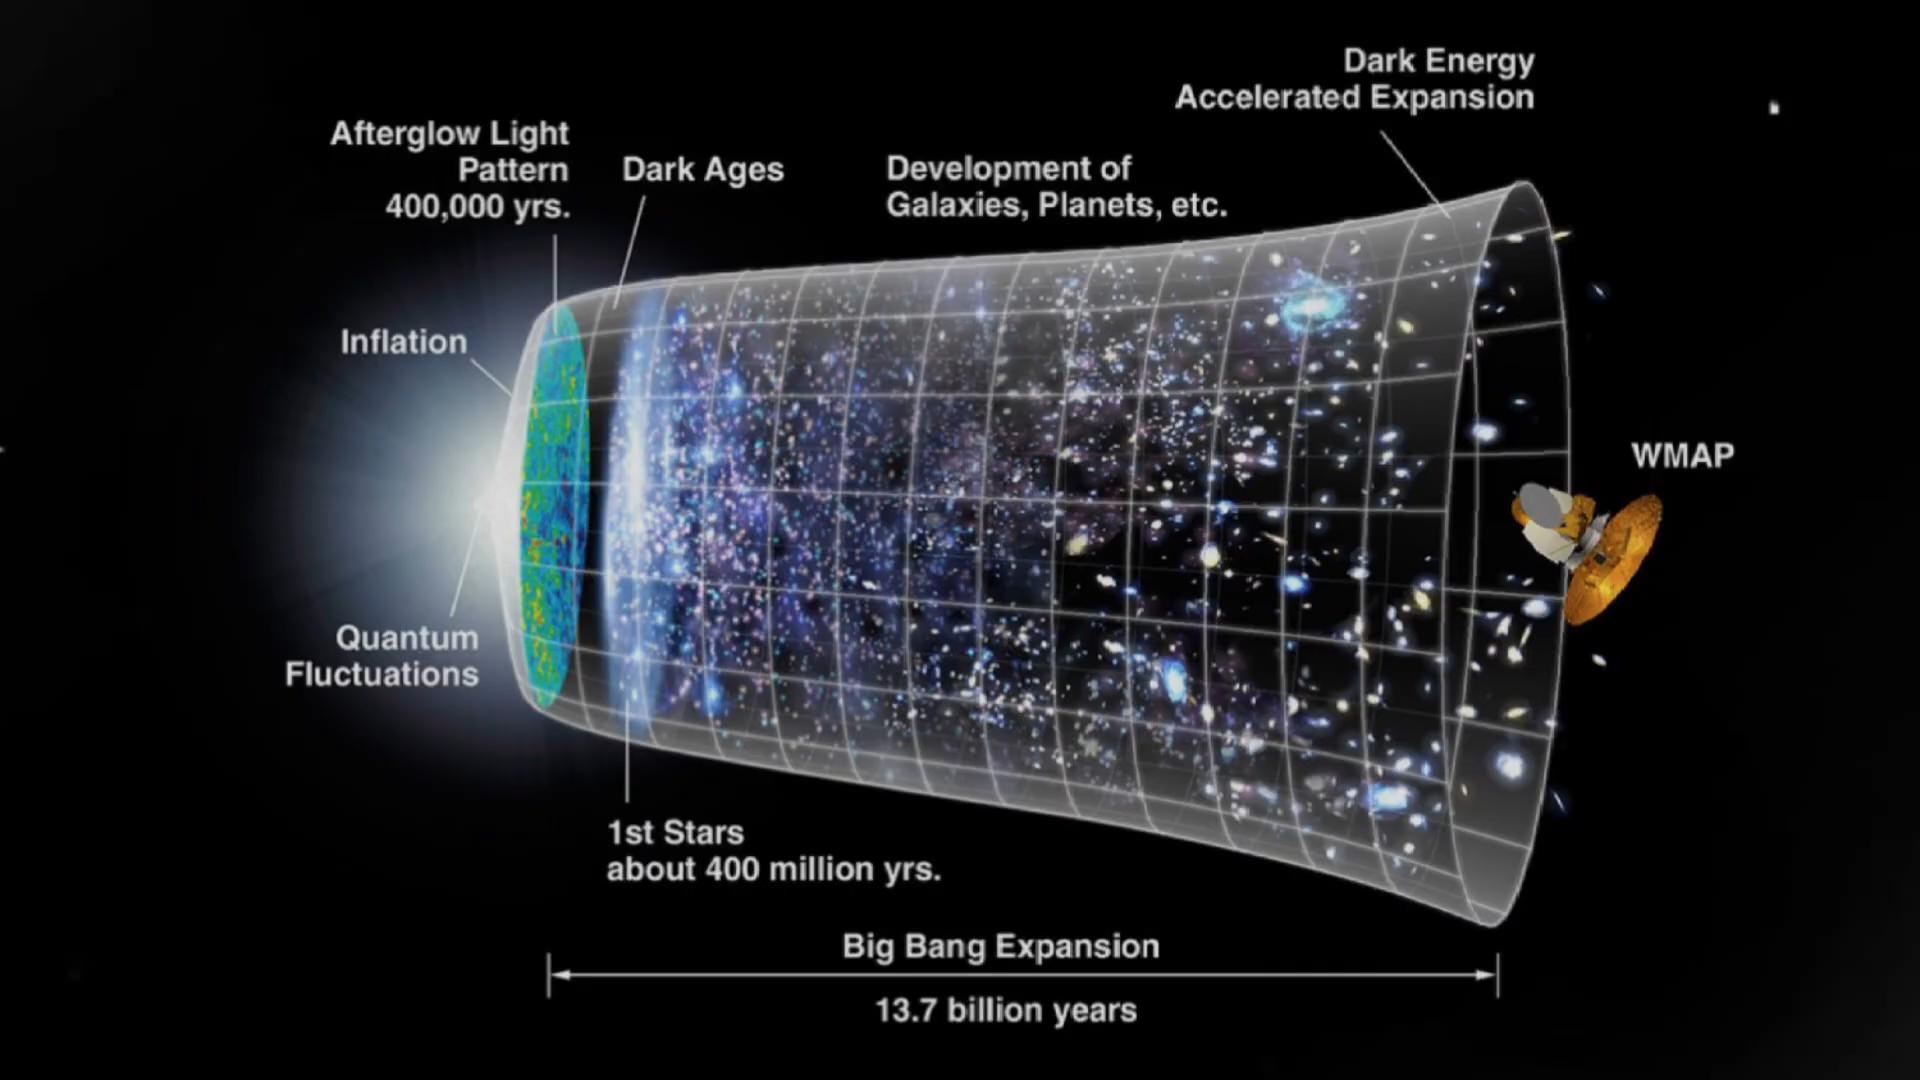 Dark Energy
Accelerated Expansion
Afterglow Light
Pattern
400,000 yrs.
Dark Ages
Development of
Galaxies, Planets, etc.
Inflation
WMAP
Quantum
Fluctuations
1st Stars
about 400 million yrs.
Big Bang Expansion
13.7 billion years